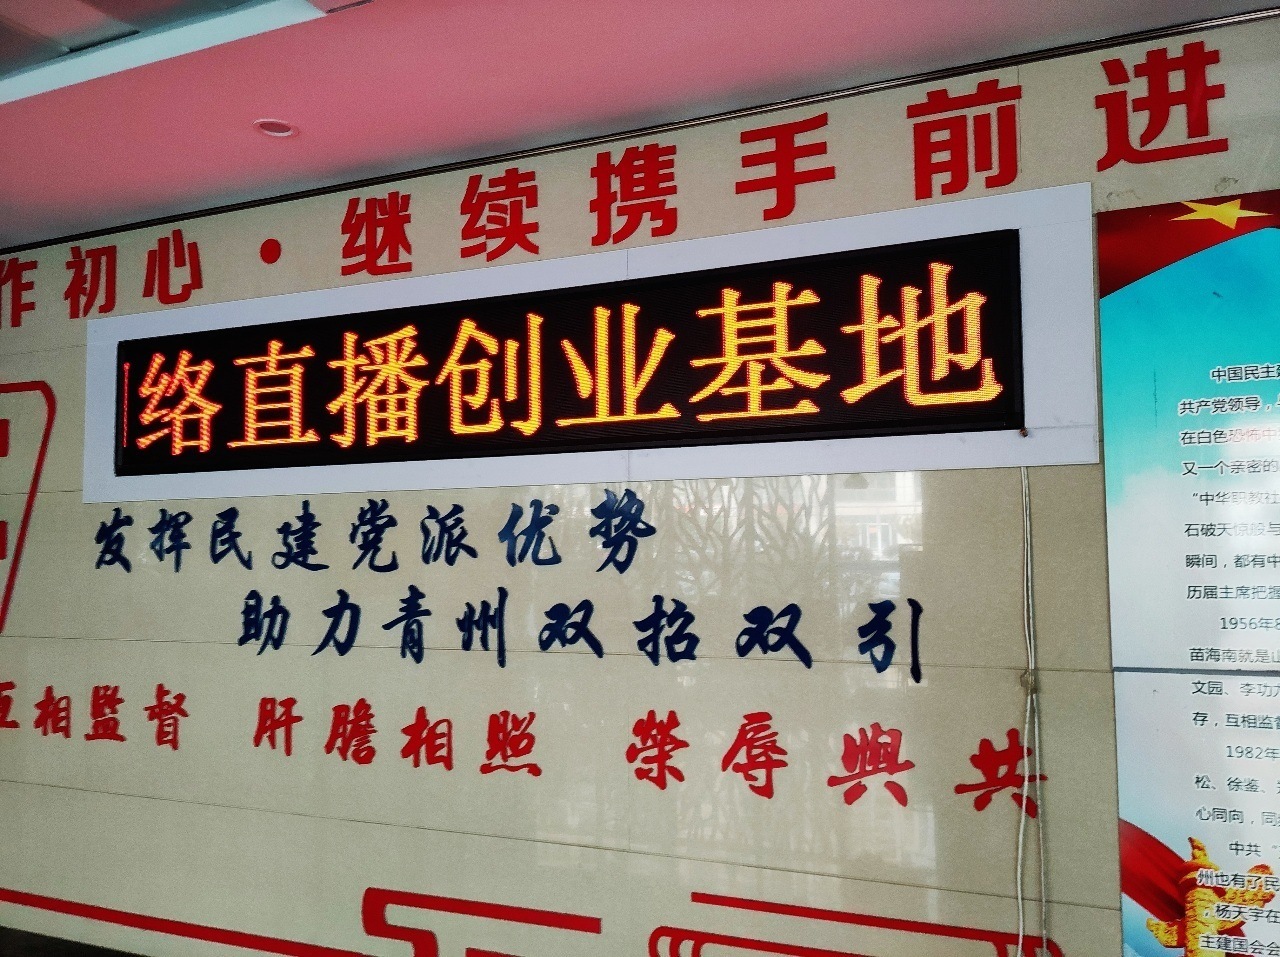 作初心·继续携手前进
络直播创业基地
发挥民建党派优势
助力青州双招双引
互相监督 肝膽相照 荣辱與共
中国民主建
共产党领导，
在白色恐怖中
又一个亲密的
“中华职教社
石破天惊般与
瞬间，都有中
历届主席把握
1956年8
苗海南就是山
文园、李功九
存，互相监督
1982年
松、徐鉴、
心同向，同
中共“
州也有了民
，杨天宇在
主建国会会